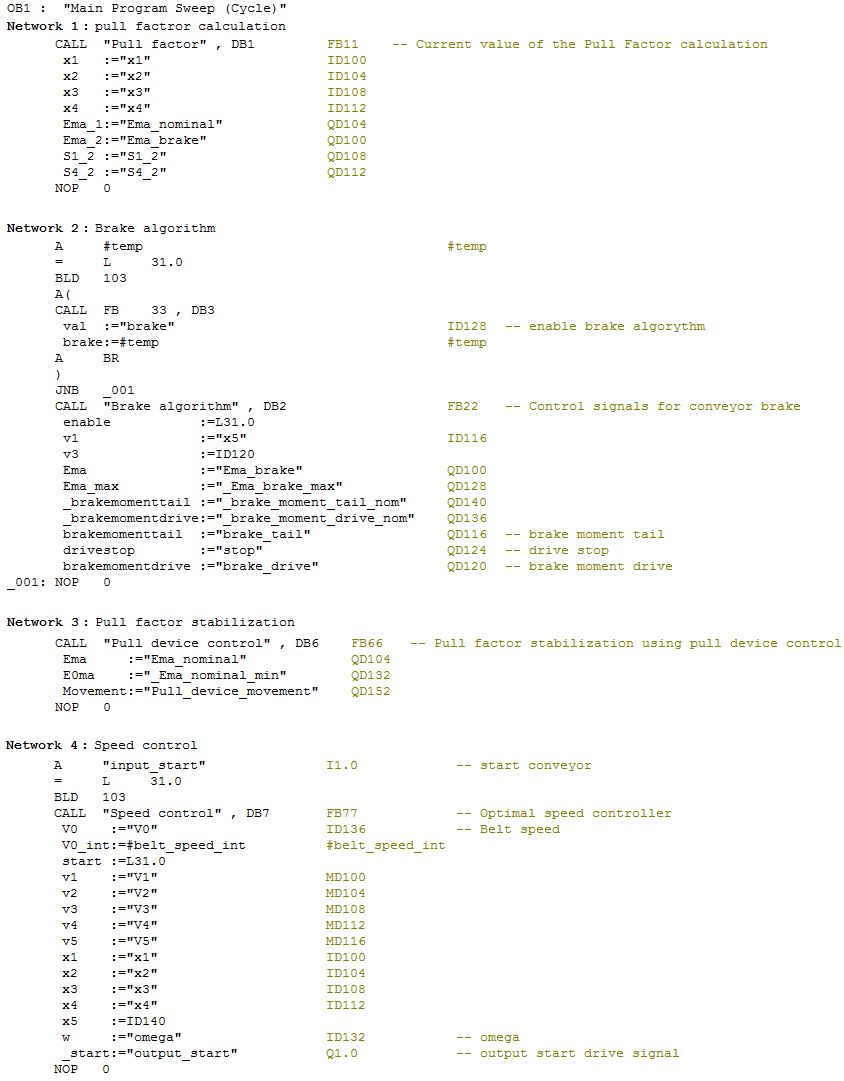 OB1 :  "Main Program Sweep (Cycle)"
Network 1 : pull factror calculation
CALL  "Pull factor" , DB1  FB11  -- Current value of the Pull Factor calculation
x1   :="x1"  ID100
x2   :="x2"  ID104
x3   :="x3"  ID108
x4   :="x4"  ID112
Ema_1:="Ema_nominal"  QD104
Ema_2:="Ema_brake"  QD100
S1_2 :="S1_2"  QD108
S4_2 :="S4_2"  QD112
NOP   0
Network 2 : Brake algorithm
A     #temp  #temp
=     L     31.0
BLD   103
A(
CALL  FB    33 , DB3
val  :="brake"  ID128  -- enable brake algorythm
brake:=#temp  #temp
A     BR
)
JNB   _001
CALL  "Brake algorithm" , DB2  FB22  -- Control signals for conveyor brake
enable           :=L31.0
v1               :="x5"  ID116
v3               :=ID120
Ema              :="Ema_brake"  QD100
Ema_max          :="_Ema_brake_max"  QD128
_brakemomenttail :="_brake_moment_tail_nom"  QD140
_brakemomentdrive:="_brake_moment_drive_nom"  QD136
brakemomenttail  :="brake_tail"  QD116  -- brake moment tail
drivestop        :="stop"  QD124  -- drive stop
brakemomentdrive :="brake_drive"  QD120  -- brake moment drive
_001: NOP   0
Network 3 : Pull factor stabilization
CALL  "Pull device control" , DB6  FB66  -- Pull factor stabilization using pull device control
Ema     :="Ema_nominal"  QD104
E0ma    :="_Ema_nominal_min"  QD132
Movement:="Pull_device_movement"  QD152
NOP   0
Network 4 : Speed control
A     "input_start"  I1.0  -- start conveyor
=     L     31.0
BLD   103
CALL  "Speed control" , DB7  FB77  -- Optimal speed controller
V0    :="V0"  ID136  -- Belt speed
V0_int:=#belt_speed_int  #belt_speed_int
start :=L31.0
v1    :="V1"  MD100
v2    :="V2"  MD104
v3    :="V3"  MD108
v4    :="V4"  MD112
v5    :="V5"  MD116
x1    :="x1"  ID100
x2    :="x2"  ID104
x3    :="x3"  ID108
x4    :="x4"  ID112
x5    :=ID140
w     :="omega"  ID132  -- omega
_start:="output_start"  Q1.0  -- output start drive signal
NOP   0